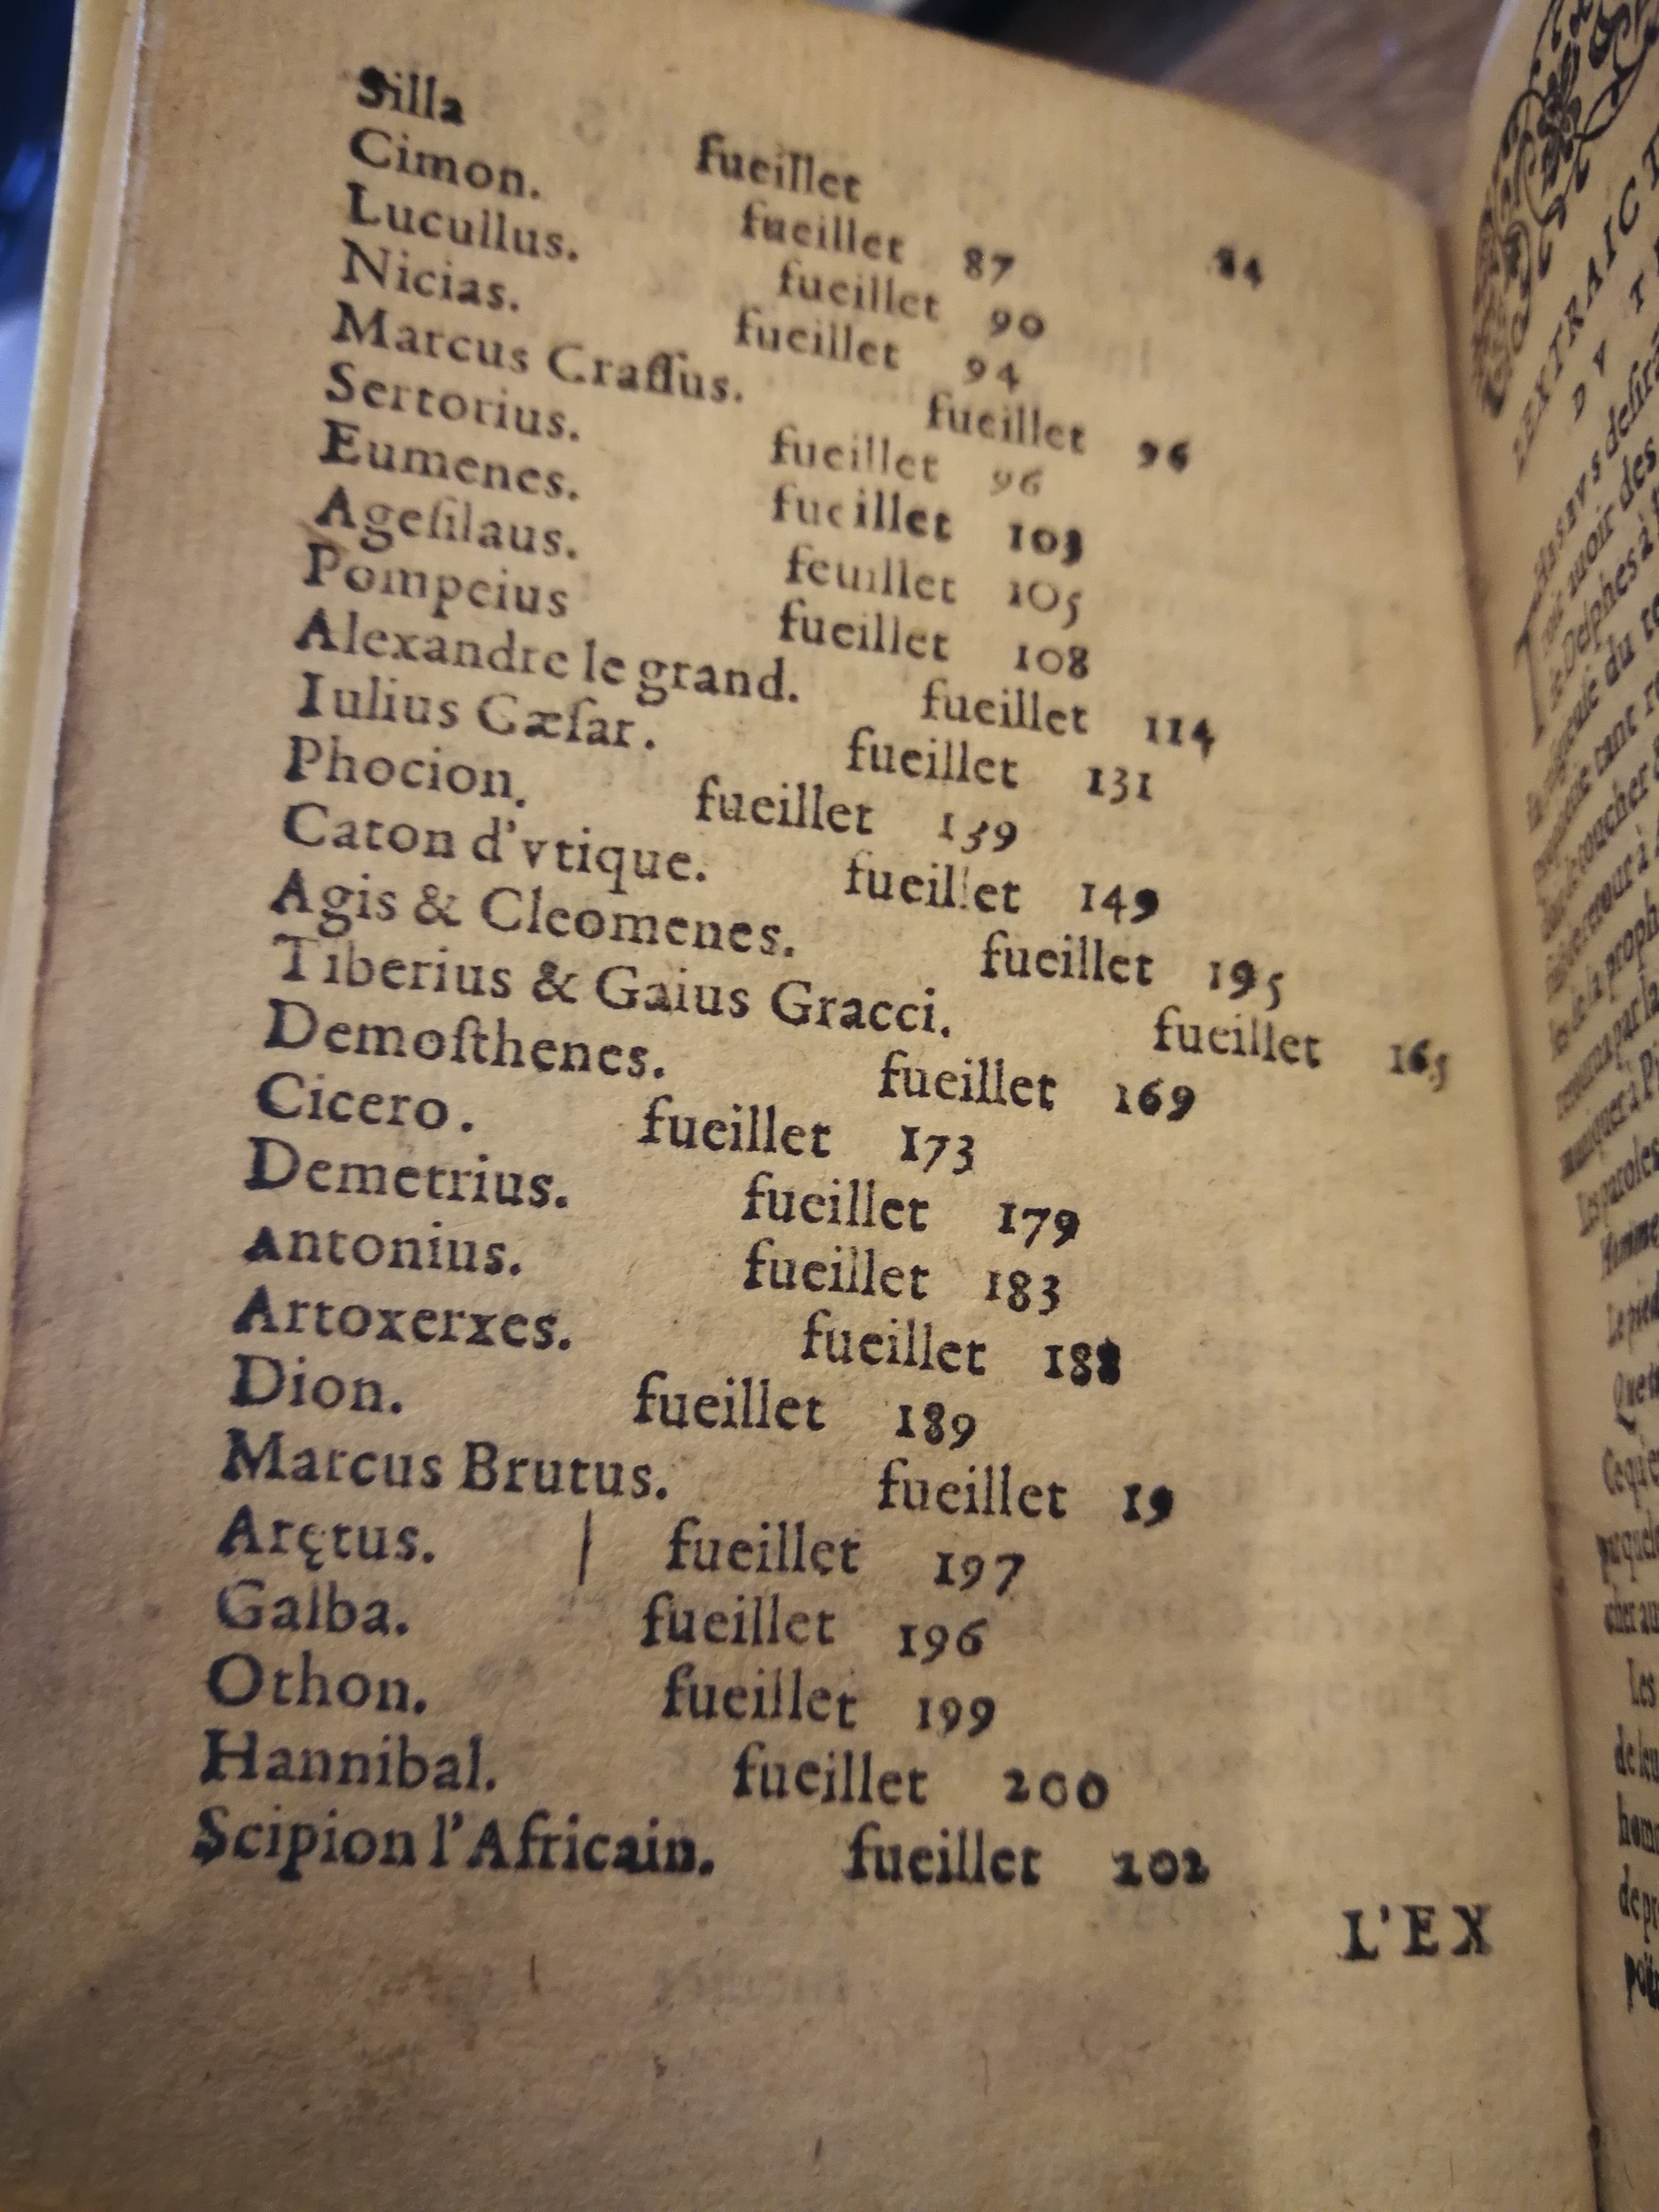 Silla fueillet 84
Cimon. fueillet 87
Lucullus. fueillet 90
Nicias. fueillet 94
Marcus Craſſus. fueillet 96
Sertorius. fueillet 96
Eumenes. fueillet 103
Ageſilaus. feuillet 105
Pompeius fueillet 108
Alexandre le grand. fueillet 114
Iulius Cæſar. fueillet 131
Phocion. fueillet 139
Caton d'vtique. fueillet 149
Agis & Cleomenes. fueillet 195
Tiberius & Gaius Gracci. fueillet 165
Demoſthenes. fueillet 169
Cicero. fueillet 173
Demetrius. fueillet 179
Antonius. fueillet 183
Artoxerxes. fueillet 188
Dion. fueillet 189
Marcus Brutus. fueillet 19
Arętus. fueillet 197
Galba. fueillet 196
Othon. fueillet 199
Hannibal. fueillet 200
Scipion l'Africain. fueillet 202
L'EX